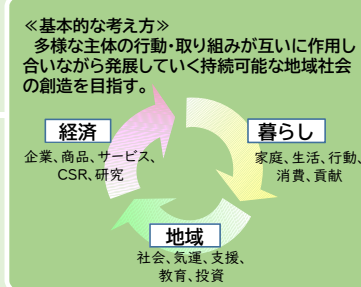 ≪基本的な考え方≫
多様な主体の行動・取り組みが互いに作用し
合いながら発展していく持続可能な地域社会
の創造を目指す。
経済
企業、商品、サービス、
CSR、研究
暮らし
家庭、生活、行動、
消費、貢献
地域
社会、気運、支援、
教育、投資